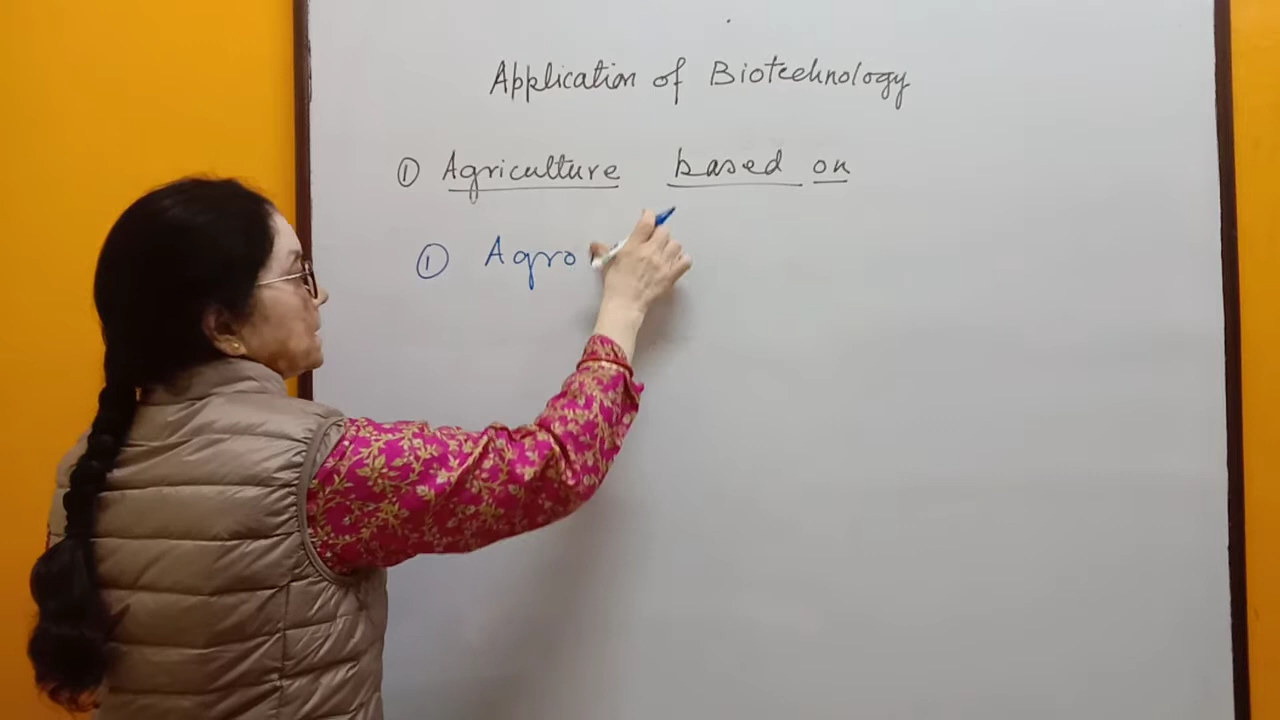 Application of Biotechnology
① Agriculture based on
① Agro